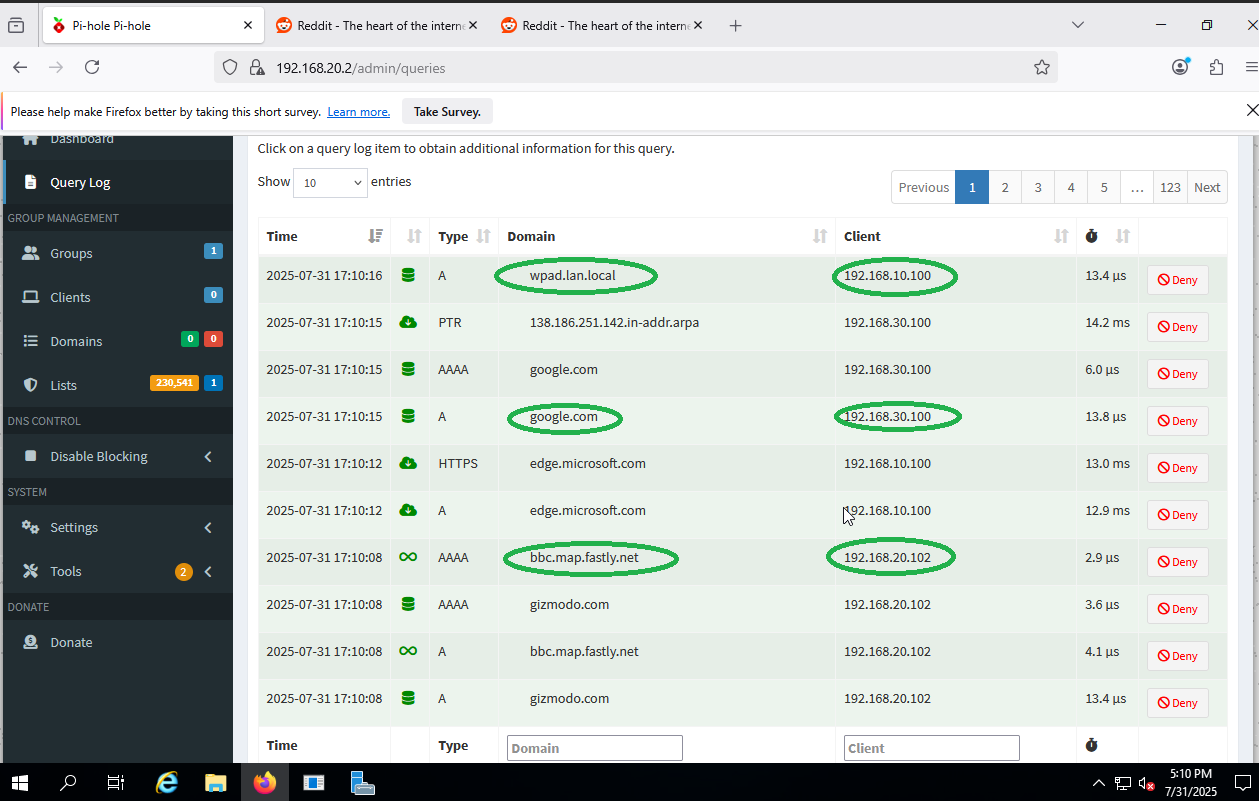 Pi-hole Pi-hole
Reddit - The heart of the interne
Reddit - The heart of the interne
192.168.20.2/admin/queries
Please help make Firefox better by taking this short survey. Learn more. Take Survey.
Dashboard
Query Log
GROUP MANAGEMENT
Groups 1
Clients 0
Domains 0 0
Lists 230,541 1
DNS CONTROL
Disable Blocking
SYSTEM
Settings
Tools 2
DONATE
Donate
Click on a query log item to obtain additional information for this query.
Show 10 entries
Previous 1 2 3 4 5 … 123 Next
Time Type Domain Client
2025-07-31 17:10:16 A wpad.lan.local 192.168.10.100 13.4 µs Deny
2025-07-31 17:10:15 PTR 138.186.251.142.in-addr.arpa 192.168.30.100 14.2 ms Deny
2025-07-31 17:10:15 AAAA google.com 192.168.30.100 6.0 µs Deny
2025-07-31 17:10:15 A google.com 192.168.30.100 13.8 µs Deny
2025-07-31 17:10:12 HTTPS edge.microsoft.com 192.168.10.100 13.0 ms Deny
2025-07-31 17:10:12 A edge.microsoft.com 192.168.10.100 12.9 ms Deny
2025-07-31 17:10:08 AAAA bbc.map.fastly.net 192.168.20.102 2.9 µs Deny
2025-07-31 17:10:08 AAAA gizmodo.com 192.168.20.102 3.6 µs Deny
2025-07-31 17:10:08 A bbc.map.fastly.net 192.168.20.102 4.1 µs Deny
2025-07-31 17:10:08 A gizmodo.com 192.168.20.102 13.4 µs Deny
Time Type Domain Client
5:10 PM
7/31/2025